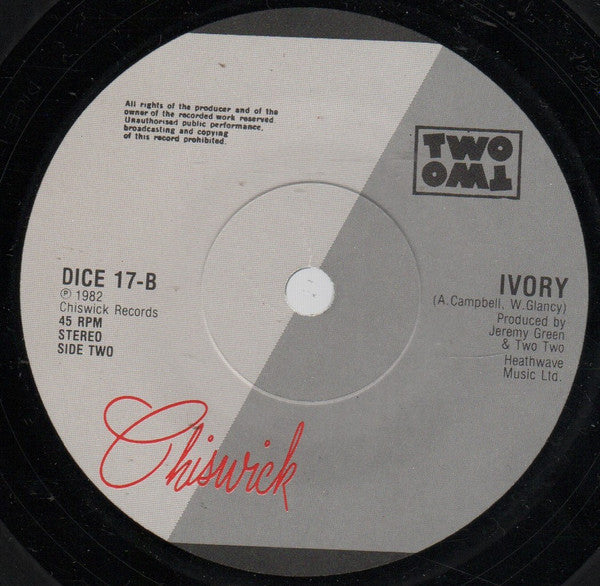 All rights of the producer and of the
owner of the recorded work reserved
Unauthorised public performance,
broadcasting and copying
of this record prohibited.
TWO
TWO
DICE 17-B
℗ 1982
Chiswick Records
45 RPM
STEREO
SIDE TWO
IVORY
(A. Campbell, W. Glancy)
Produced by
Jeremy Green
& Two Two
Heathwave
Music Ltd.
Chiswick